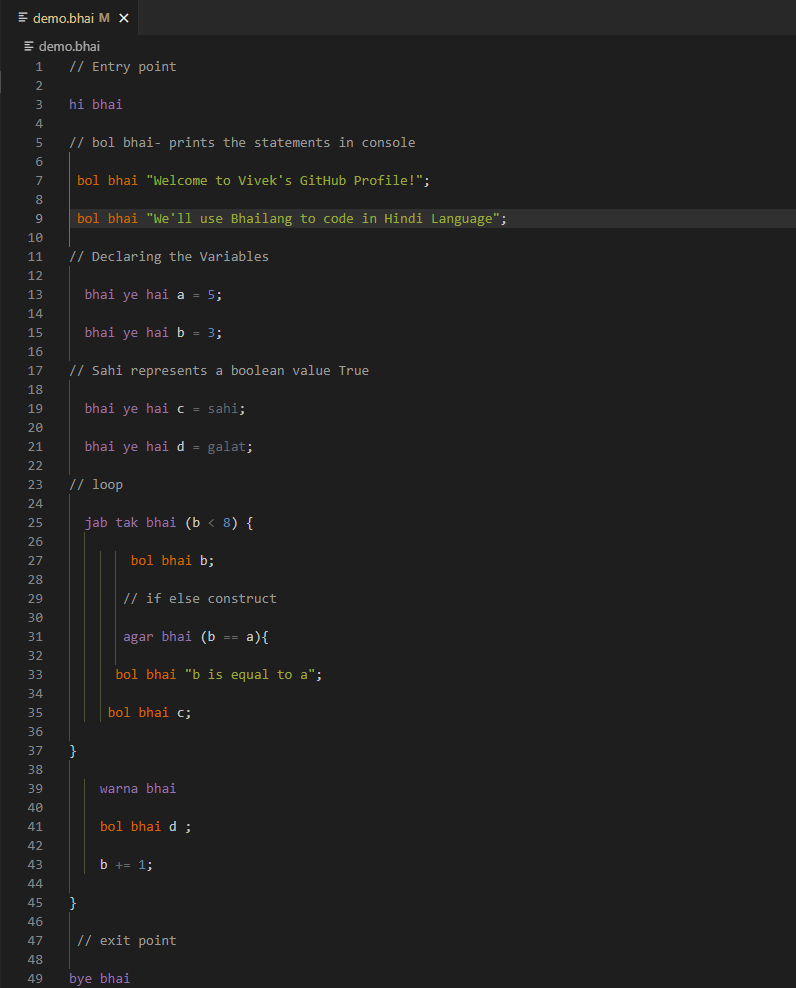 demo.bhai M ×
demo.bhai
1 // Entry point
2
3 hi bhai
4
5 // bol bhai- prints the statements in console
6
7 bol bhai "Welcome to Vivek's GitHub Profile!";
8
9 bol bhai "We'll use Bhailang to code in Hindi Language";
10
11 // Declaring the Variables
12
13 bhai ye hai a = 5;
14
15 bhai ye hai b = 3;
16
17 // Sahi represents a boolean value True
18
19 bhai ye hai c = sahi;
20
21 bhai ye hai d = galat;
22
23 // loop
24
25 jab tak bhai (b < 8) {
26
27 bol bhai b;
28
29 // if else construct
30
31 agar bhai (b == a){
32
33 bol bhai "b is equal to a";
34
35 bol bhai c;
36
37 }
38
39 warna bhai
40
41 bol bhai d ;
42
43 b += 1;
44
45 }
46
47 // exit point
48
49 bye bhai